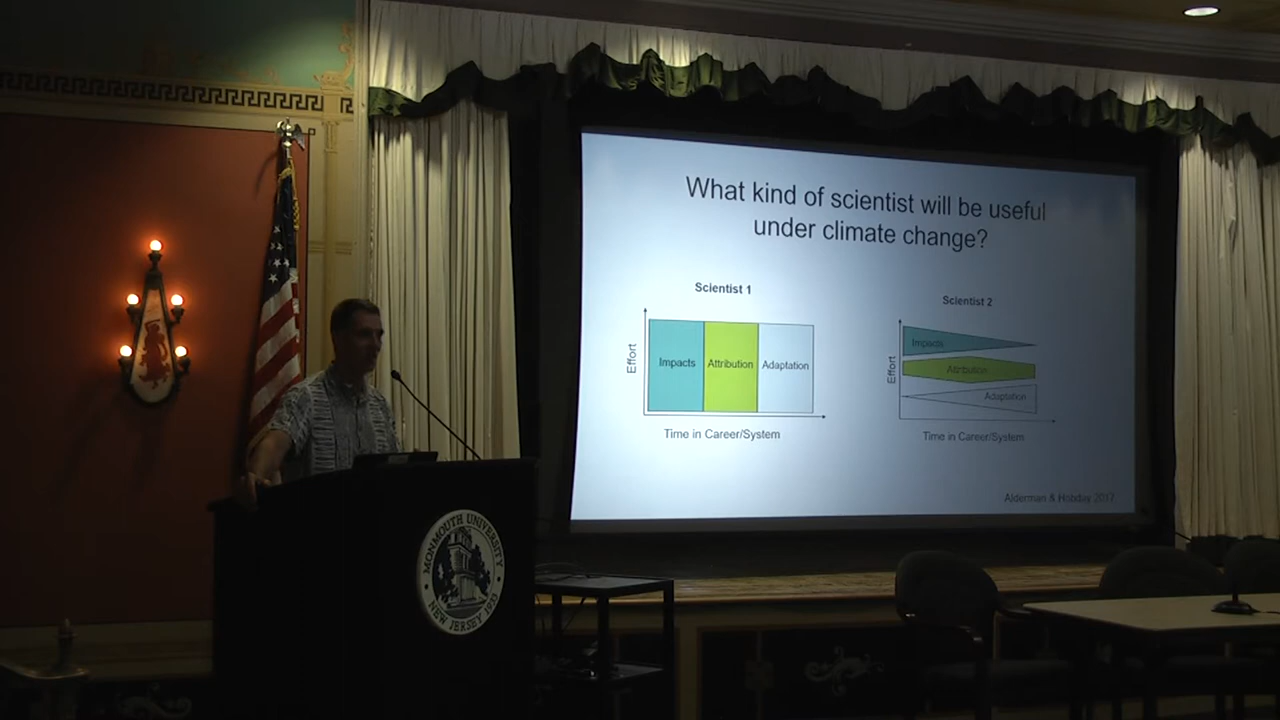 What kind of scientist will be useful
under climate change?
Scientist 1
Effort
Impacts
Attribution
Adaptation
Time in Career/System
Scientist 2
Effort
Impacts
Attribution
Adaptation
Time in Career/System
Alderman & Hobday 2017
MONMOUTH UNIVERSITY
NEW JERSEY 1933